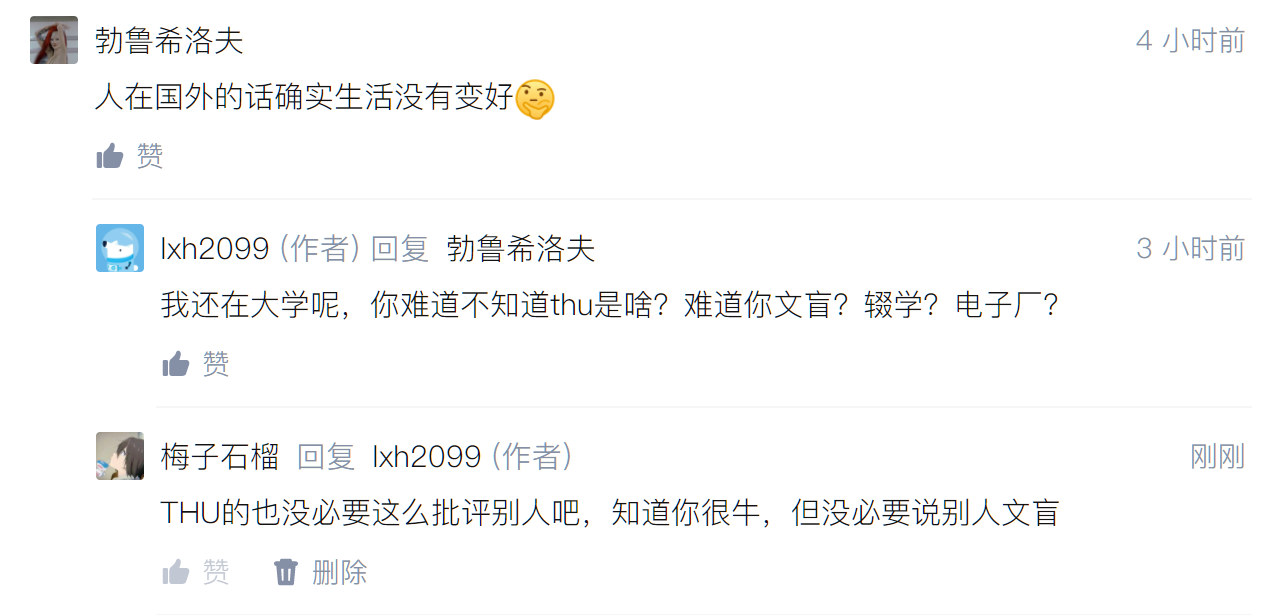 勃鲁希洛夫 4 小时前
人在国外的话确实生活没有变好🤔
赞
lxh2099 (作者) 回复 勃鲁希洛夫 3 小时前
我还在大学呢，你难道不知道thu是啥？难道你文盲？辍学？电子厂？
赞
梅子石榴 回复 lxh2099 (作者) 刚刚
THU的也没必要这么批评别人吧，知道你很牛，但没必要说别人文盲
赞 删除